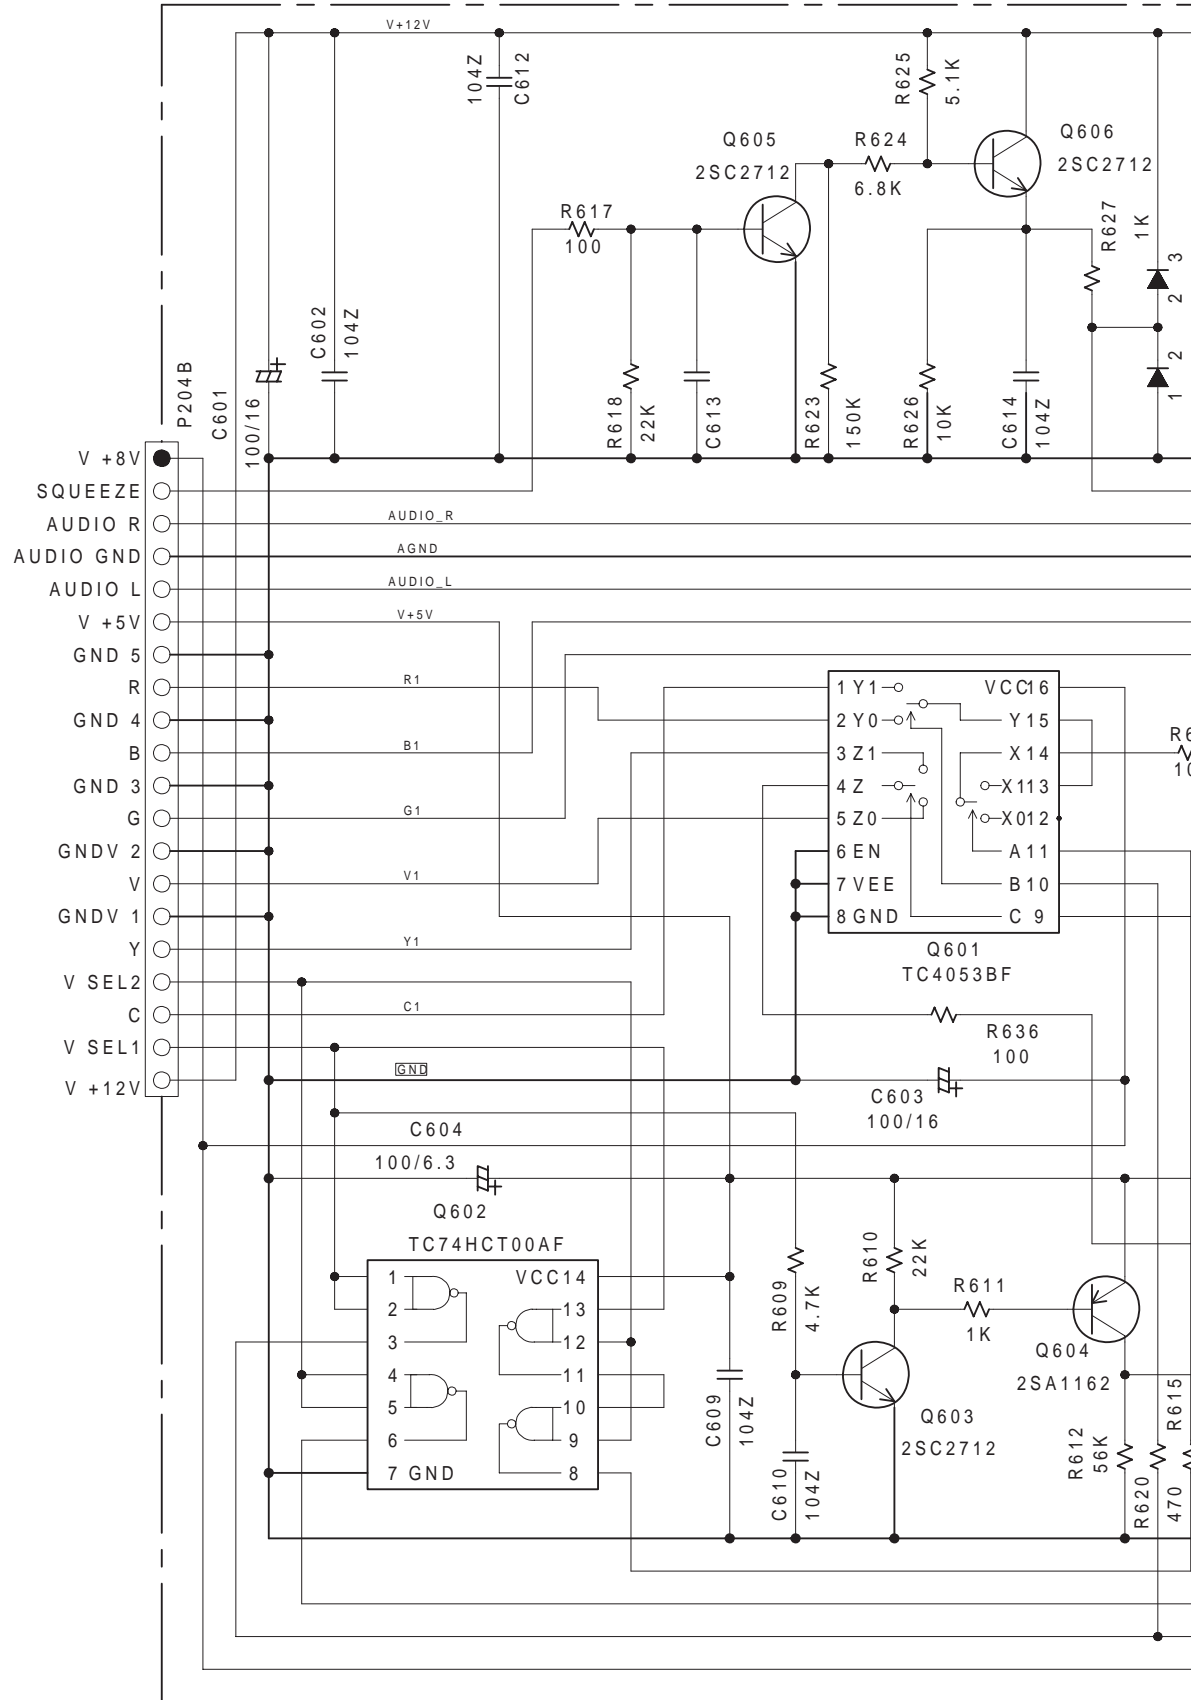 V+12V
104Z
C612
R625
5.1K
Q605
2SC2712
R624
6.8K
Q606
2SC2712
R617
100
R627
1K
3
2
2
1
C602
104Z
P204B
C601
100/16
R618
22K
C613
R623
150K
R626
10K
C614
104Z
V +8V
SQUEEZE
AUDIO R
AUDIO_R
AUDIO GND
AGND
AUDIO L
AUDIO_L
V +5V
V+5V
GND 5
R
R1
GND 4
B
B1
GND 3
G
G1
GNDV 2
V
V1
GNDV 1
Y
Y1
V SEL2
C
C1
V SEL1
V +12V
GND
1 Y1
VCC16
2 Y0
Y 15
3 Z1
X 14
4 Z
X113
5 Z0
X012
6 EN
A 11
7 VEE
B 10
8 GND
C 9
Q601
TC4053BF
R6
10
R636
100
C603
100/16
C604
100/6.3
Q602
TC74HCT00AF
1
VCC14
2
13
3
12
4
11
5
10
6
9
7 GND
8
R609
4.7K
R610
22K
R611
1K
Q604
2SA1162
C609
104Z
Q603
2SC2712
C610
104Z
R612
56K
R620
R615
470